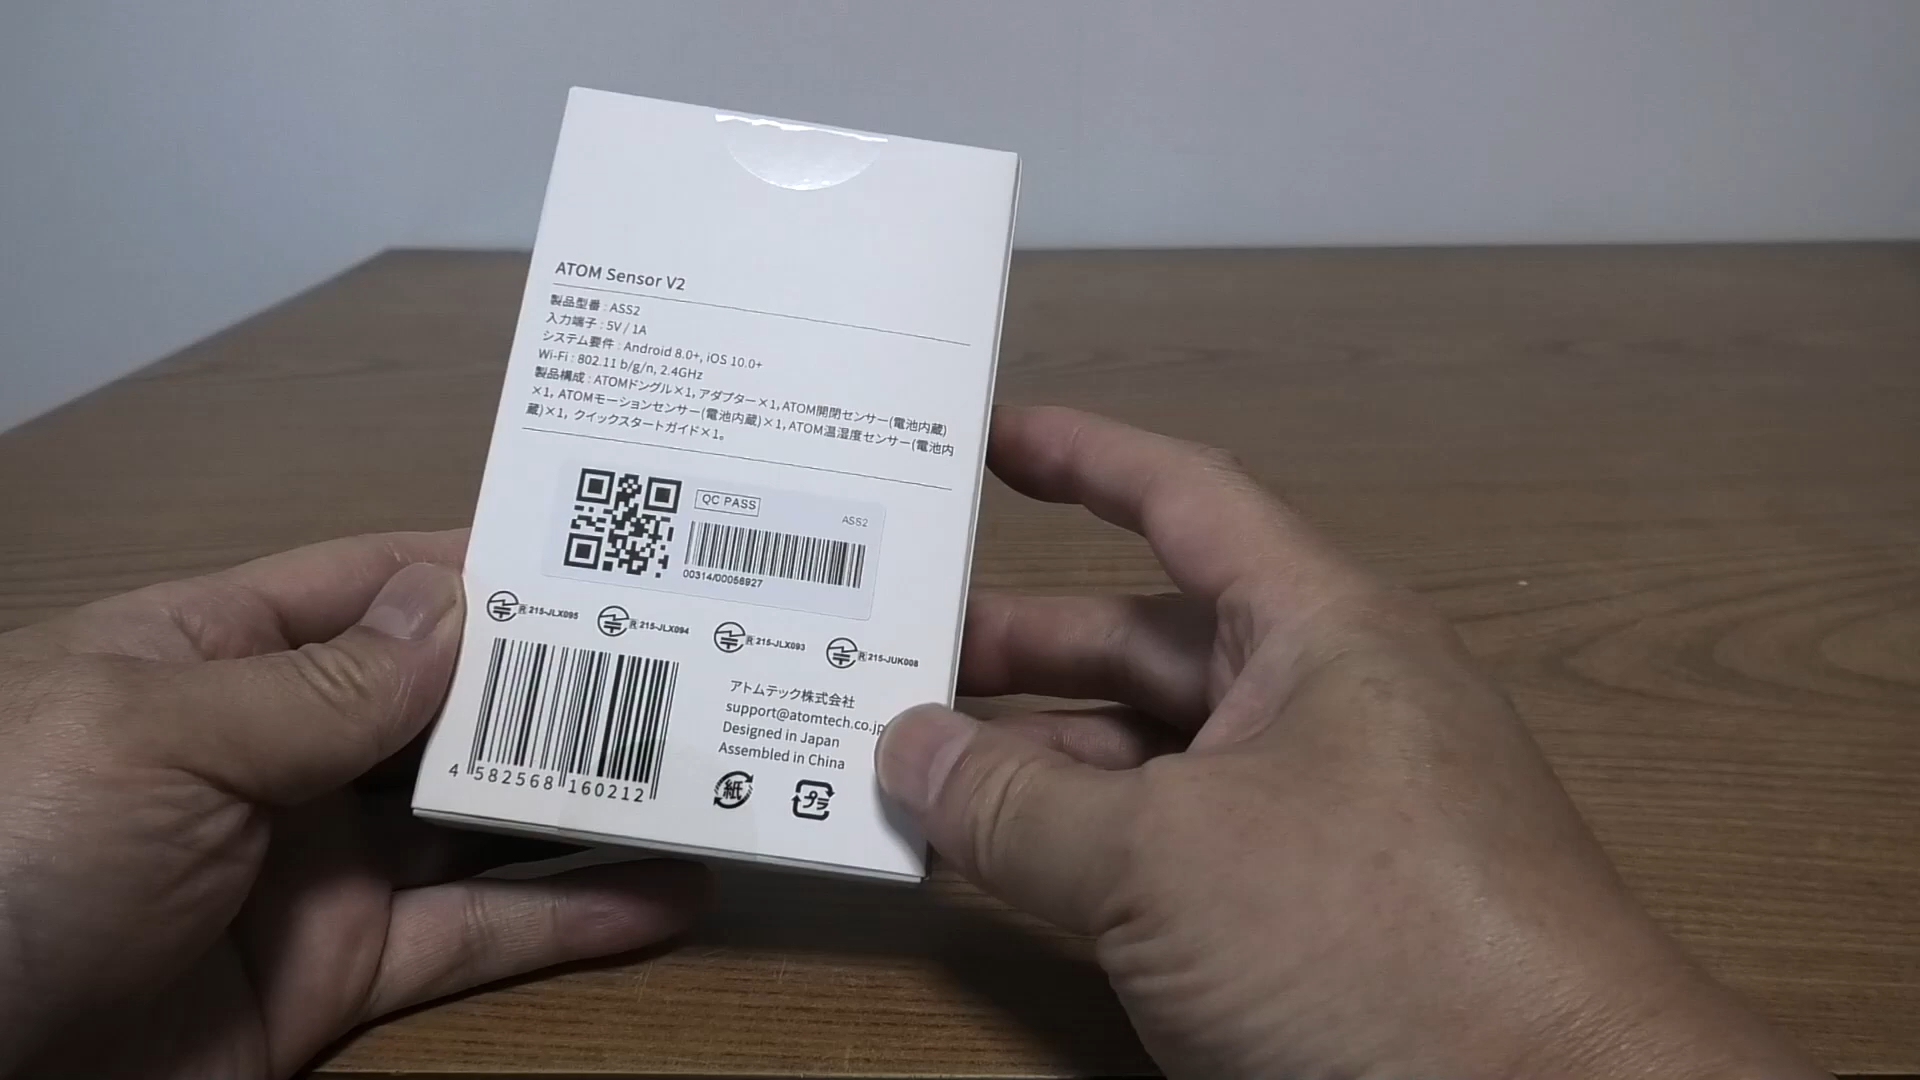 ATOM Sensor V2
製品型番 : ASS2
入力端子 : 5V / 1A
システム要件 : Android 8.0+, iOS 10.0+
Wi-Fi : 802.11 b/g/n, 2.4GHz
製品構成 : ATOMドングル×1, アダプター×1, ATOM開閉センサー(電池内蔵)
×1, ATOMモーションセンサー(電池内蔵)×1, ATOM温湿度センサー(電池内
蔵)×1, クイックスタートガイド×1。
QC PASS
ASS2
00314/00056927
R 215-JLX095
R 215-JLX094
R 215-JLX093
R 215-JUK008
アトムテック株式会社
support@atomtech.co.jp
Designed in Japan
Assembled in China
4 582568 160212
紙
プラ